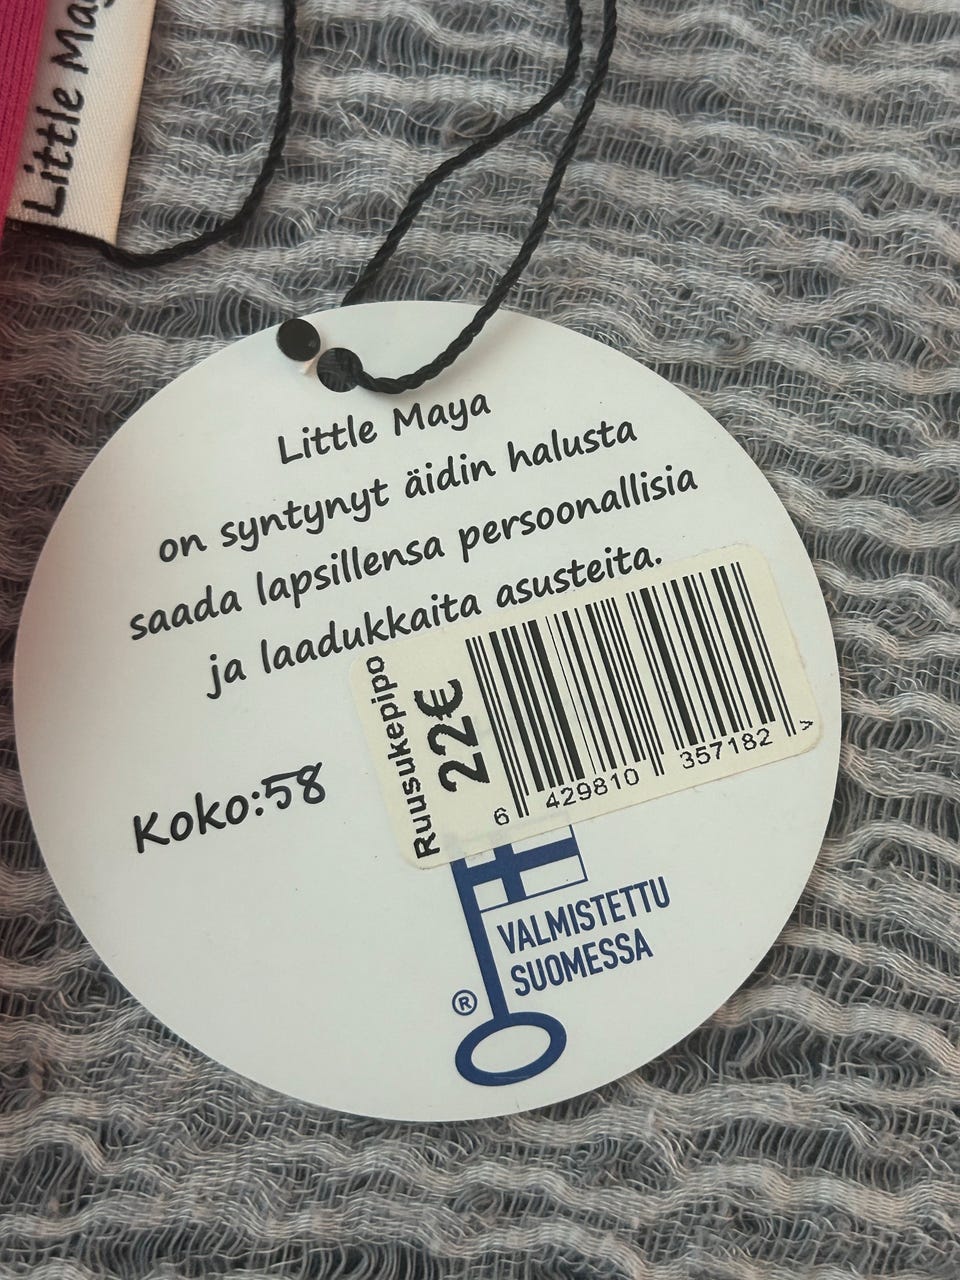 Little Ma
Little Maya
on syntynyt äidin halusta
saada lapsillensa persoonallisia
ja laadukkaita asusteita.
Koko:58
Ruusukepipo
22€
6 429810 357182 >
VALMISTETTU
SUOMESSA
®